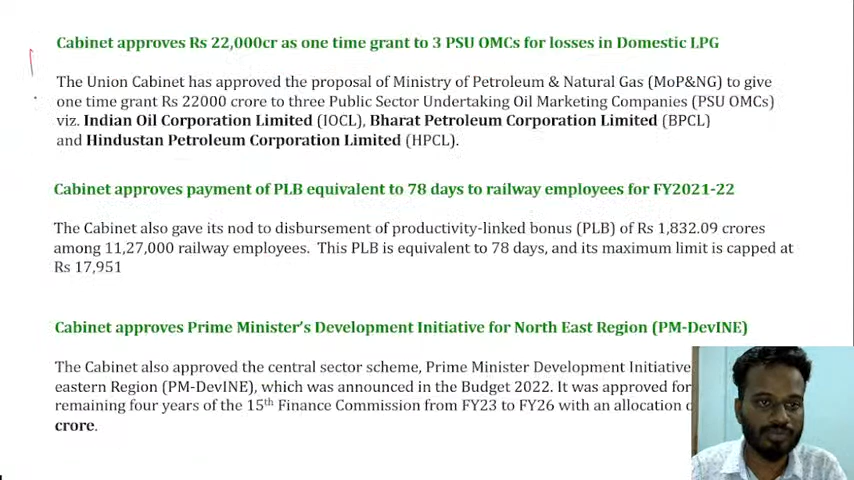 Cabinet approves Rs 22,000cr as one time grant to 3 PSU OMCs for losses in Domestic LPG
The Union Cabinet has approved the proposal of Ministry of Petroleum & Natural Gas (MoP&NG) to give
one time grant Rs 22000 crore to three Public Sector Undertaking Oil Marketing Companies (PSU OMCs)
viz. Indian Oil Corporation Limited (IOCL), Bharat Petroleum Corporation Limited (BPCL)
and Hindustan Petroleum Corporation Limited (HPCL).
Cabinet approves payment of PLB equivalent to 78 days to railway employees for FY2021-22
The Cabinet also gave its nod to disbursement of productivity-linked bonus (PLB) of Rs 1,832.09 crores
among 11,27,000 railway employees. This PLB is equivalent to 78 days, and its maximum limit is capped at
Rs 17,951
Cabinet approves Prime Minister's Development Initiative for North East Region (PM-DevINE)
The Cabinet also approved the central sector scheme, Prime Minister Development Initiative
eastern Region (PM-DevINE), which was announced in the Budget 2022. It was approved for
remaining four years of the 15th Finance Commission from FY23 to FY26 with an allocation
crore.